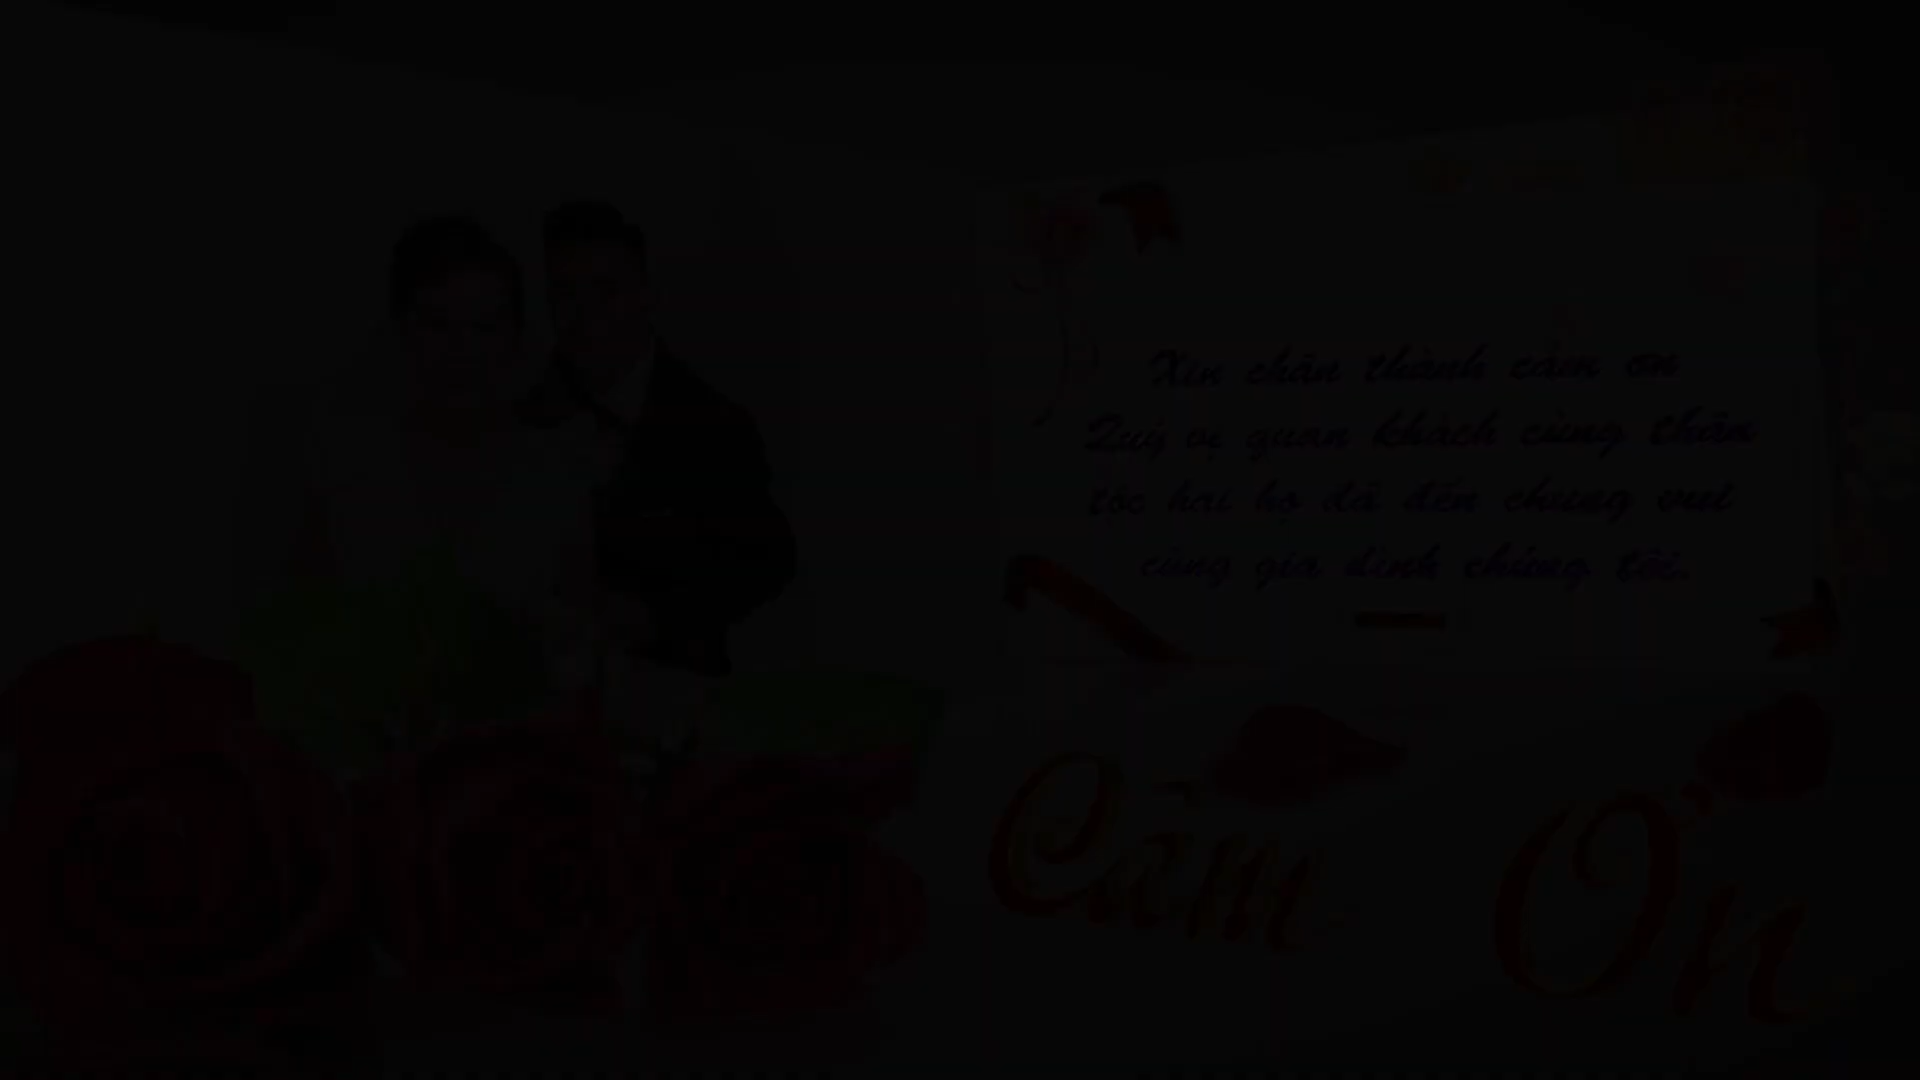 Xin chân thành cảm ơn
Quý vị quan khách cùng thân
tộc hai họ đã đến chung vui
cùng gia đình chúng tôi.
Cảm Ơn